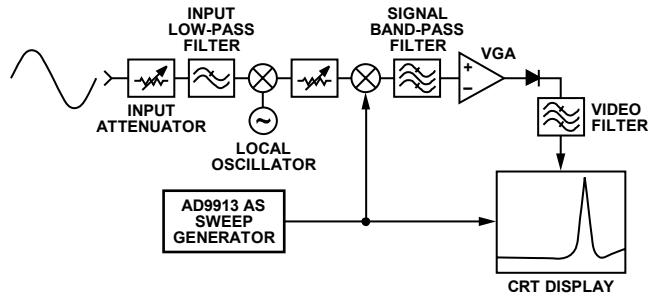 INPUT
LOW-PASS
FILTER
SIGNAL
BAND-PASS
FILTER
VGA
+
–
INPUT
ATTENUATOR
~
LOCAL
OSCILLATOR
VIDEO
FILTER
AD9913 AS
SWEEP
GENERATOR
CRT DISPLAY